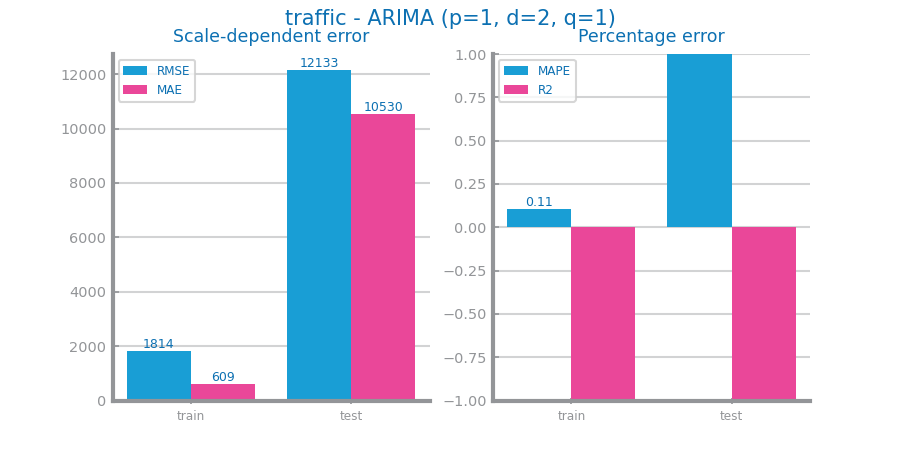 traffic - ARIMA (p=1, d=2, q=1)
Scale-dependent error
RMSE
MAE
12000
10000
8000
6000
4000
2000
0
1814
609
12133
10530
train
test
Percentage error
MAPE
R2
1.00
0.75
0.50
0.25
0.00
−0.25
−0.50
−0.75
−1.00
0.11
train
test